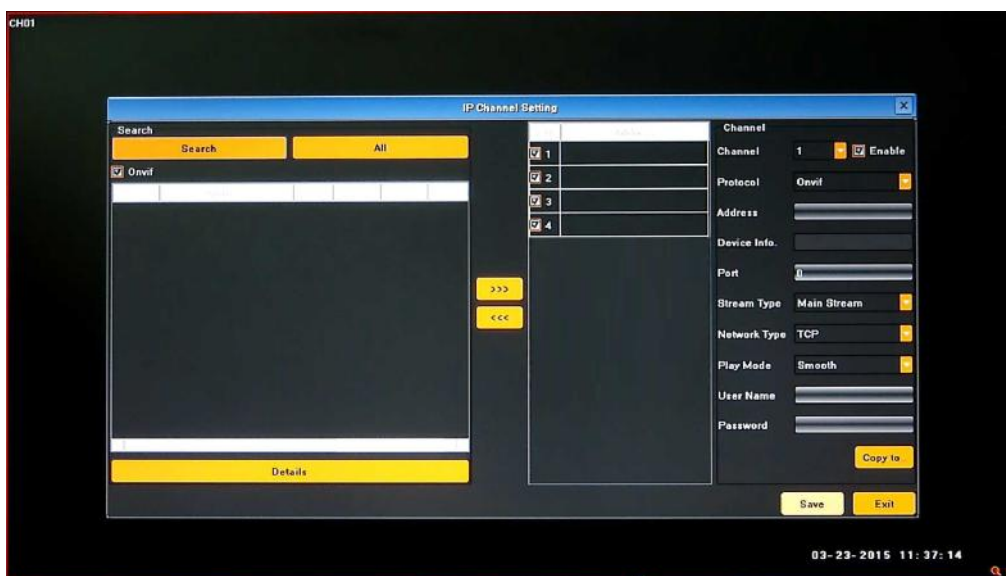 CH01
IP Channel Setting
Search
Search
All
Onvif
Details
>>>
<<<
1
2
3
4
Channel
Channel 1 Enable
Protocol Onvif
Address
Device Info.
Port 0
Stream Type Main Stream
Network Type TCP
Play Mode Smooth
User Name
Password
Copy to
Save
Exit
03-23-2015 11:37:14